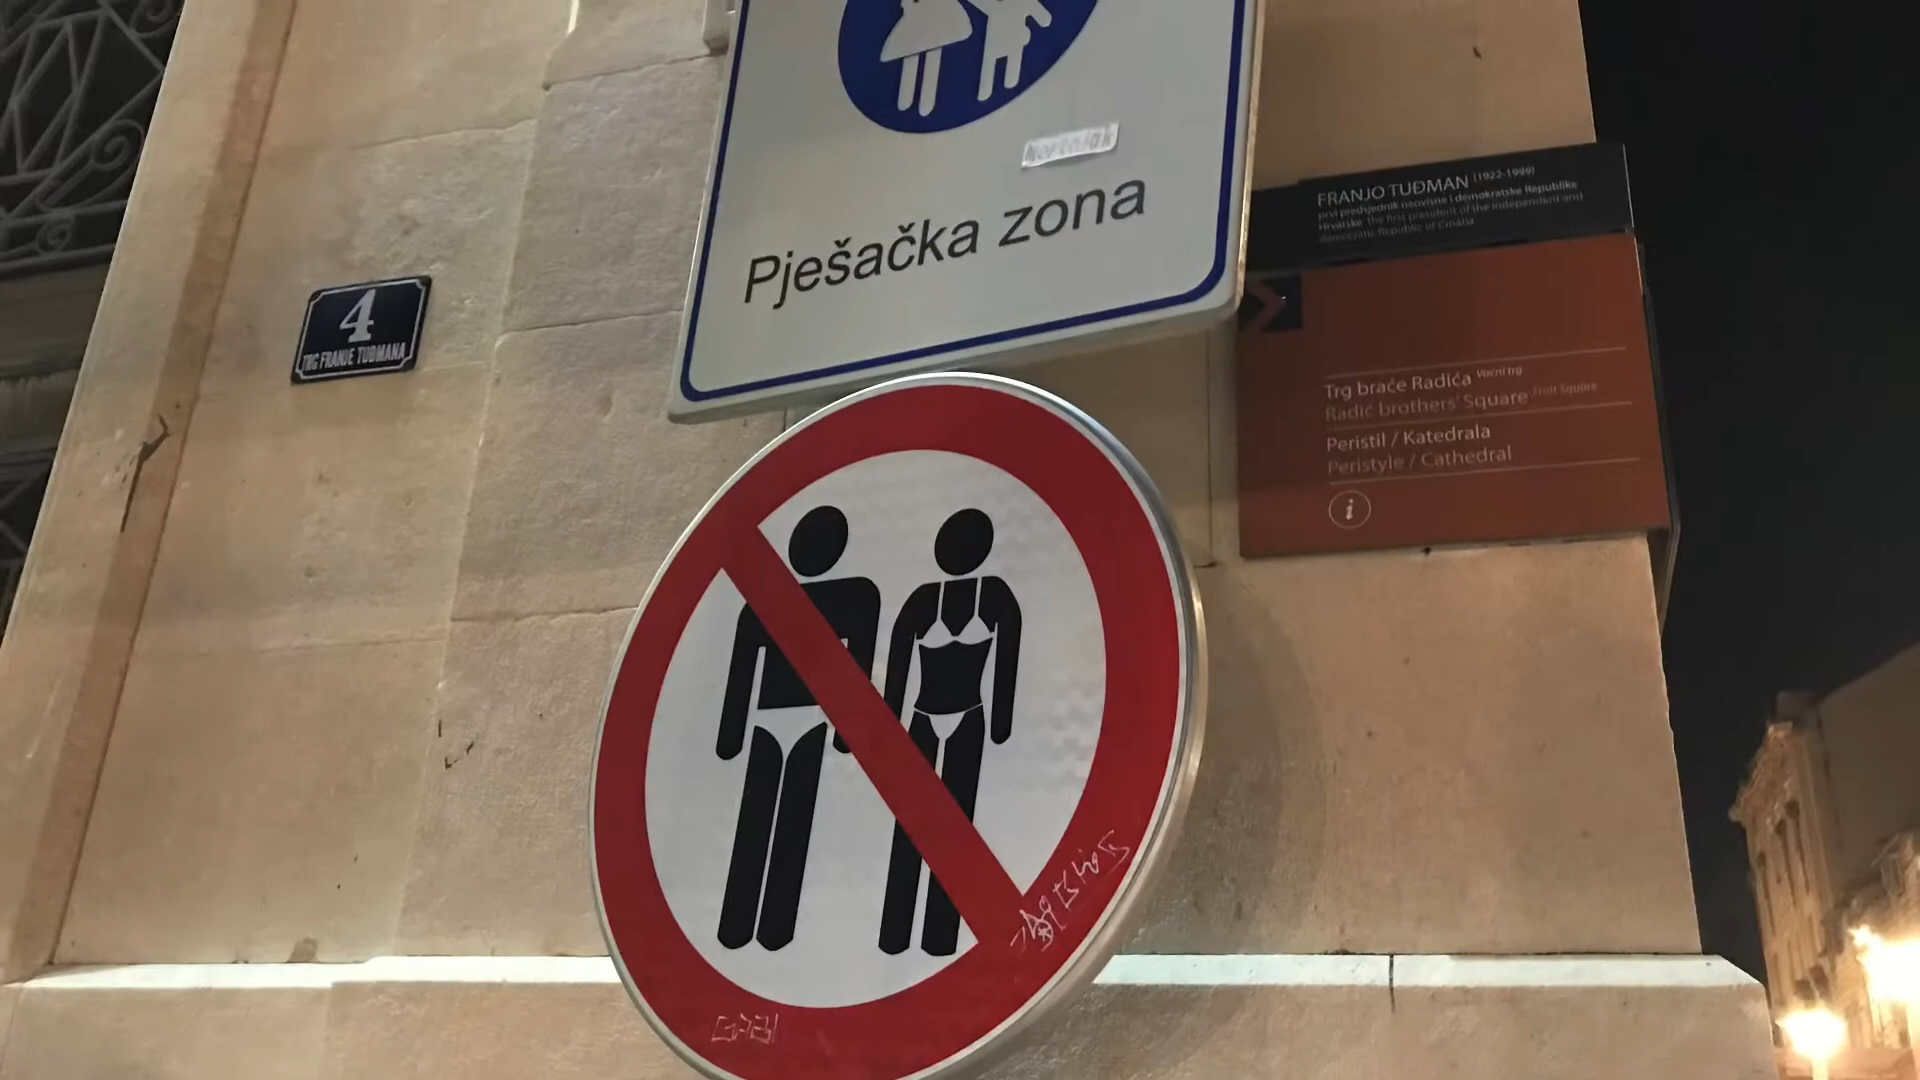 Pješačka zona
4
TRG FRANJE TUĐMANA
FRANJO TUĐMAN (1922-1999)
prvi predsjednik neovisne i demokratske Republike
Hrvatske the first president of the independent and
democratic Republic of Croatia
Trg braće Radića Voćni trg
Radić brothers' Square Fruit Square
Peristil / Katedrala
Peristyle / Cathedral
i
GABI